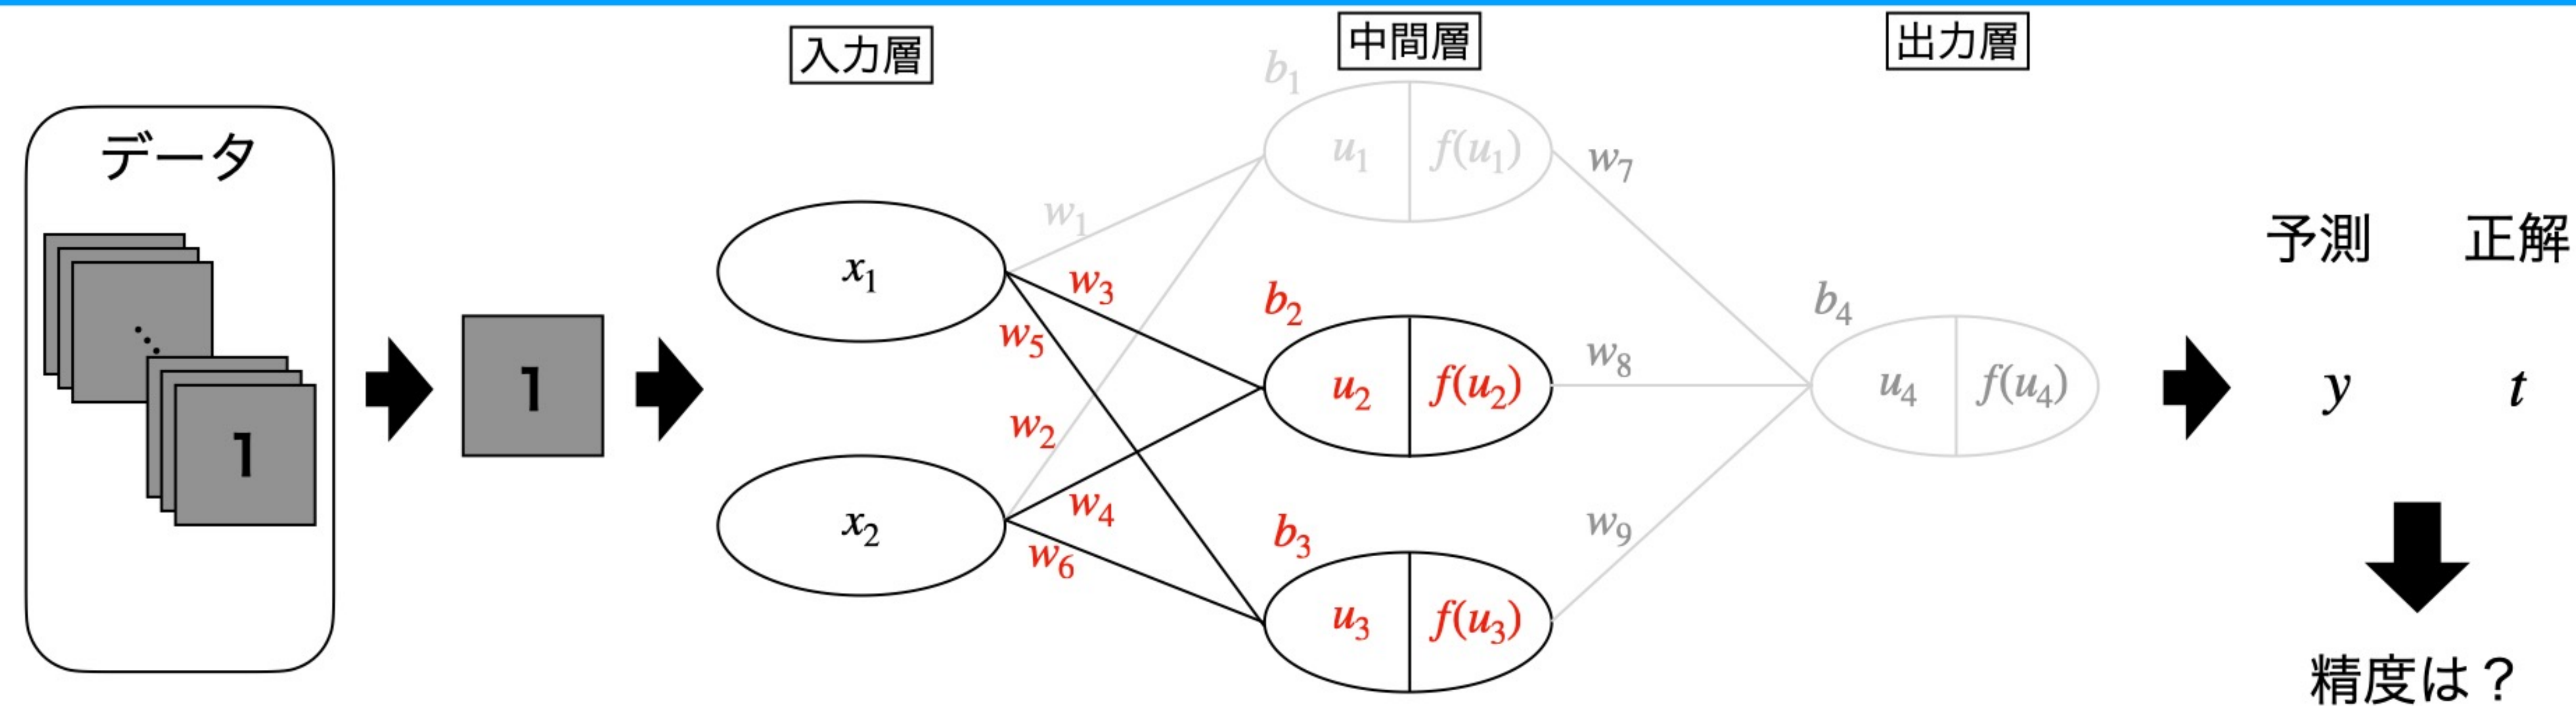 入力層
中間層
出力層
データ
1
1
x₁
x₂
w₁
w₃
w₅
w₂
w₄
w₆
b₁
u₁
f(u₁)
b₂
u₂
f(u₂)
b₃
u₃
f(u₃)
w₇
w₈
w₉
b₄
u₄
f(u₄)
予測 正解
y t
精度は？